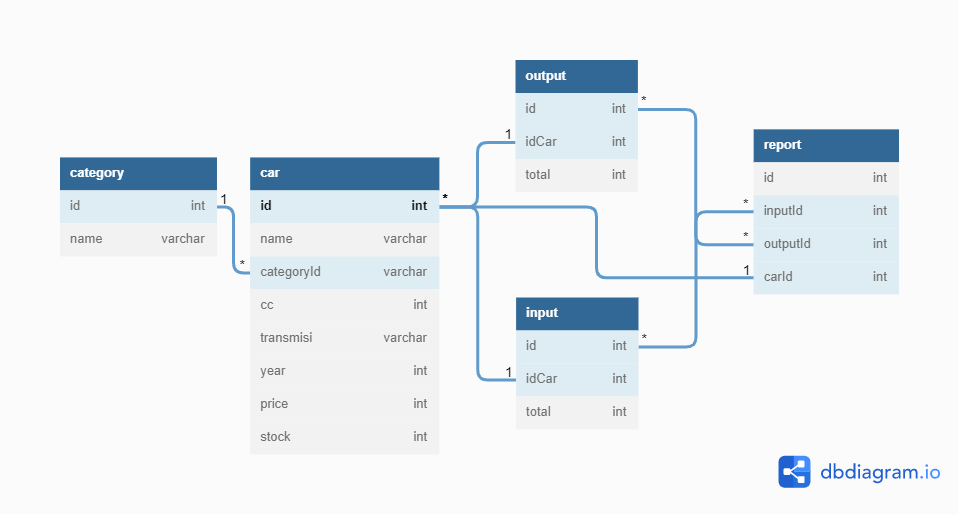 category
id int
name varchar
1
*
car
id int
name varchar
categoryId varchar
cc int
transmisi varchar
year int
price int
stock int
*
output
id int
idCar int
total int
*
1
input
id int
idCar int
total int
*
1
report
id int
inputId int
outputId int
carId int
*
*
1
dbdiagram.io